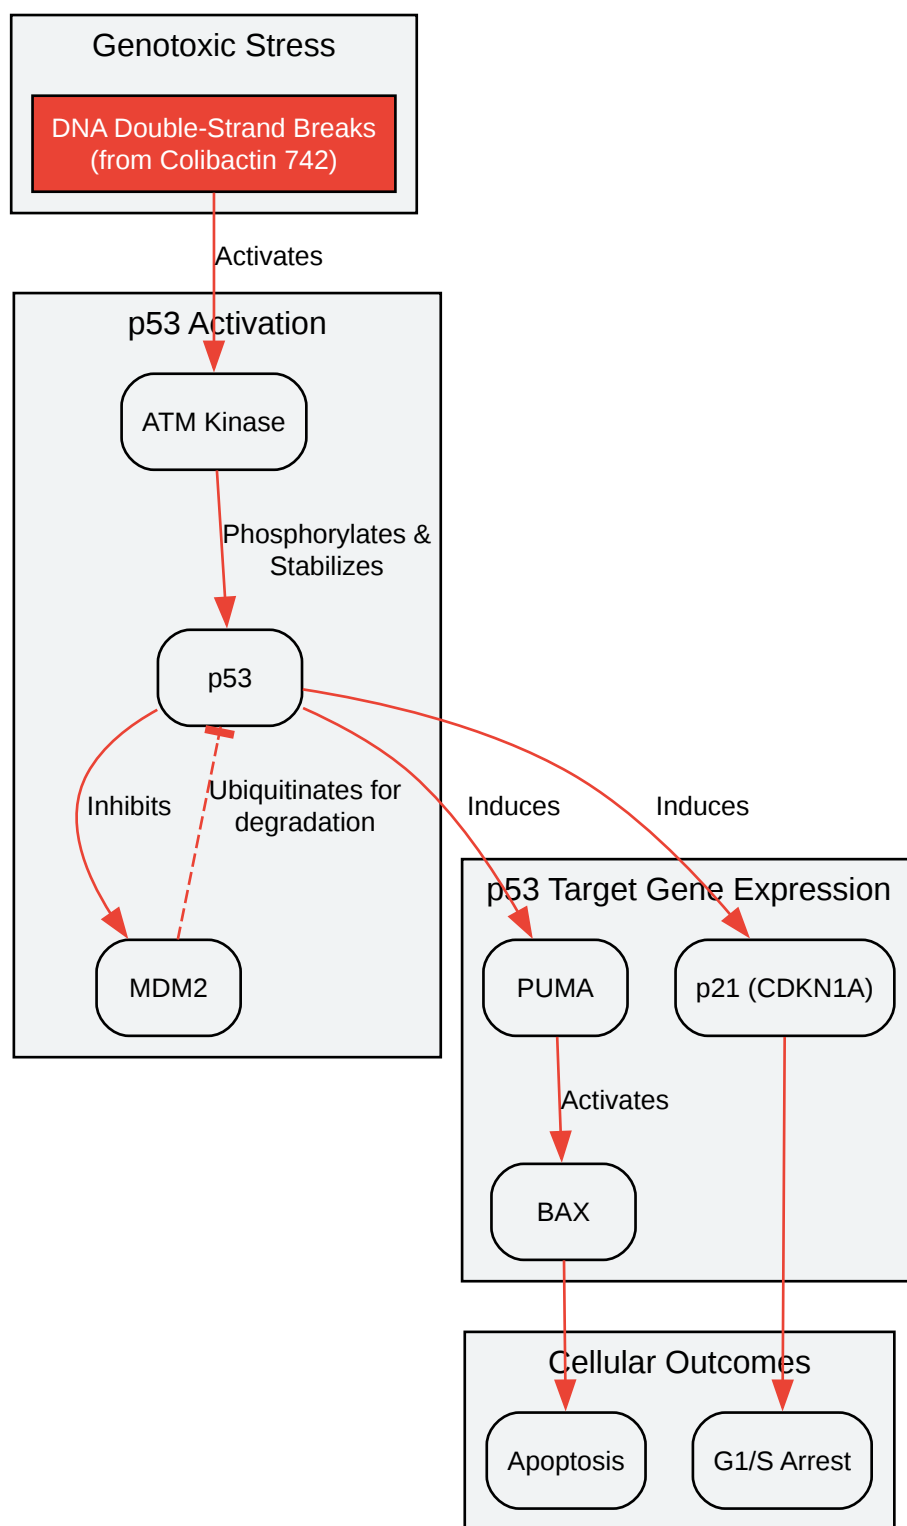 Genotoxic Stress
DNA Double-Strand Breaks
(from Colibactin 742)
Activates
p53 Activation
ATM Kinase
Phosphorylates &
Stabilizes
p53
Inhibits
Ubiquitinates for
degradation
Induces
Induces
MDM2
p53 Target Gene Expression
PUMA
p21 (CDKN1A)
Activates
BAX
Cellular Outcomes
Apoptosis
G1/S Arrest